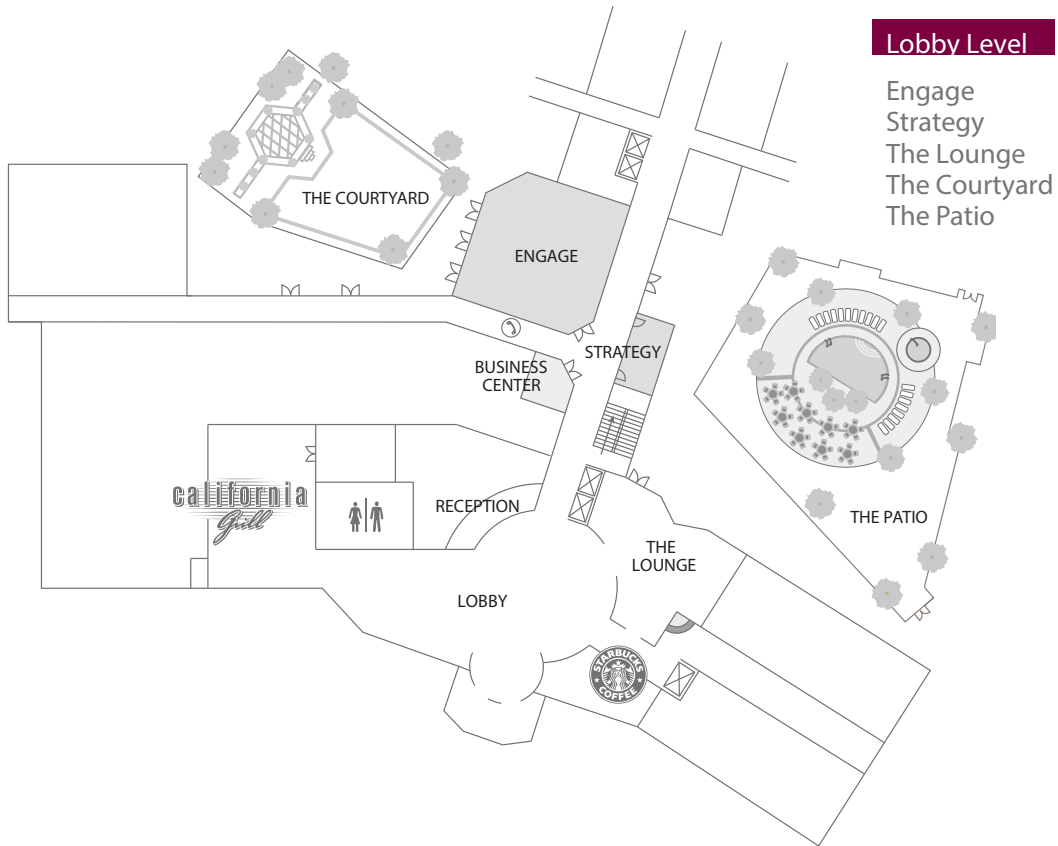 Lobby Level
Engage
Strategy
The Lounge
The Courtyard
The Patio
THE COURTYARD
ENGAGE
STRATEGY
BUSINESS
CENTER
california
Grill
RECEPTION
THE PATIO
THE
LOUNGE
LOBBY
STARBUCKS
COFFEE